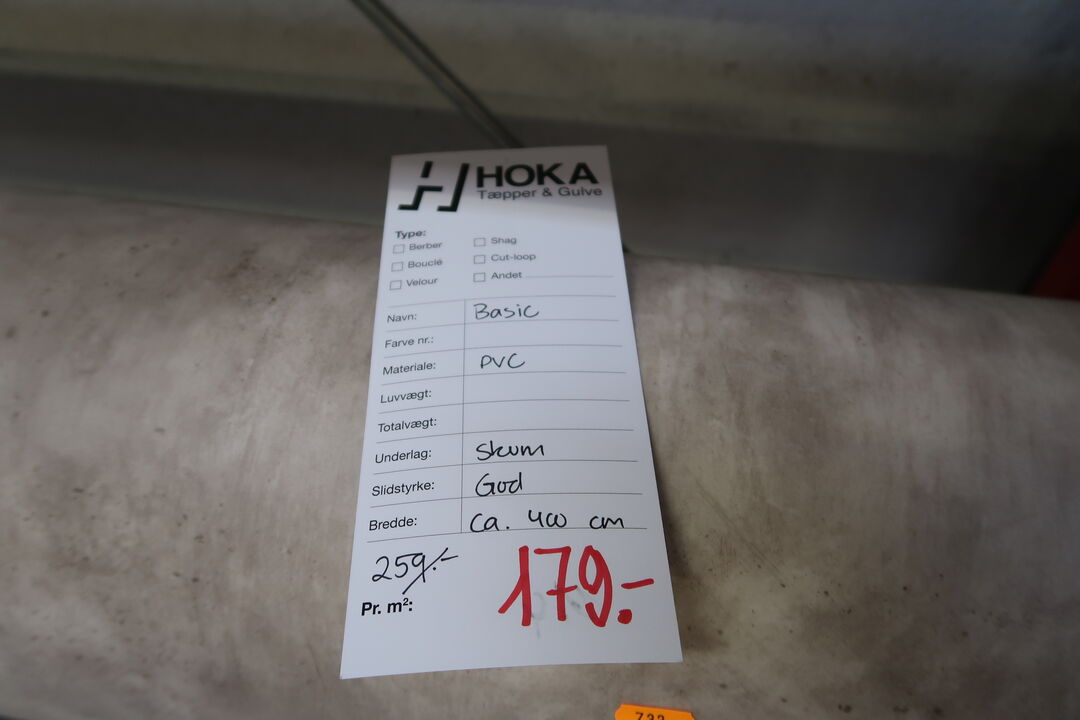 HOKA
Tæpper & Gulve
Type:
Berber
Shag
Bouclé
Cut-loop
Velour
Andet
Navn: Basic
Farve nr.:
Materiale: PVC
Luvvægt:
Totalvægt:
Underlag: Skum
Slidstyrke: God
Bredde: Ca. 400 cm
259.-
Pr. m²: 179.-